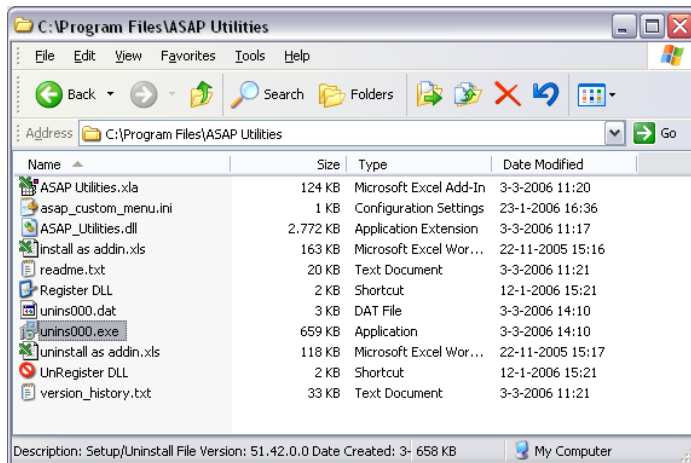 C:\Program Files\ASAP Utilities
File Edit View Favorites Tools Help
Back Search Folders
Address C:\Program Files\ASAP Utilities Go
Name Size Type Date Modified
ASAP Utilities.xla 124 KB Microsoft Excel Add-In 3-3-2006 11:20
asap_custom_menu.ini 1 KB Configuration Settings 23-1-2006 16:36
ASAP_Utilities.dll 2.772 KB Application Extension 3-3-2006 11:17
install as addin.xls 163 KB Microsoft Excel Wor... 22-11-2005 15:16
readme.txt 20 KB Text Document 3-3-2006 11:21
Register DLL 2 KB Shortcut 12-1-2006 15:21
unins000.dat 3 KB DAT File 3-3-2006 14:10
unins000.exe 659 KB Application 3-3-2006 14:10
uninstall as addin.xls 118 KB Microsoft Excel Wor... 22-11-2005 15:17
UnRegister DLL 2 KB Shortcut 12-1-2006 15:21
version_history.txt 33 KB Text Document 3-3-2006 11:21
Description: Setup/Uninstall File Version: 51.42.0.0 Date Created: 3- 658 KB My Computer